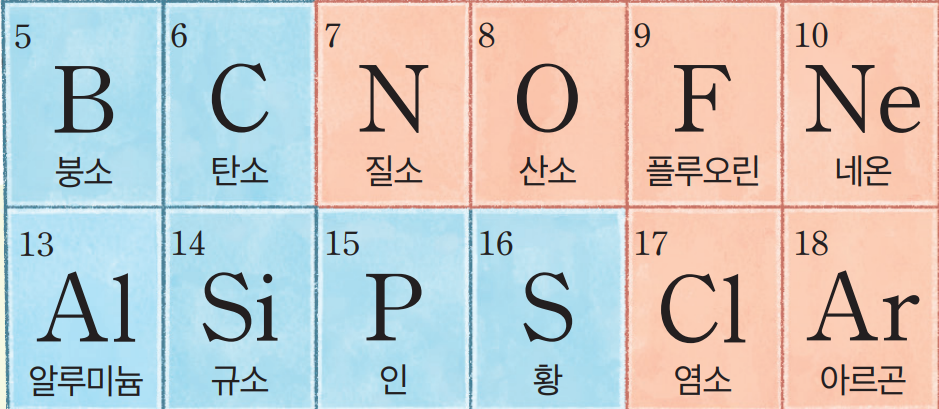 5 6 7 8 9 10
B C N O F Ne
붕소 탄소 질소 산소 플루오린 네온
13 14 15 16 17 18
Al Si P S Cl Ar
알루미늄 규소 인 황 염소 아르곤